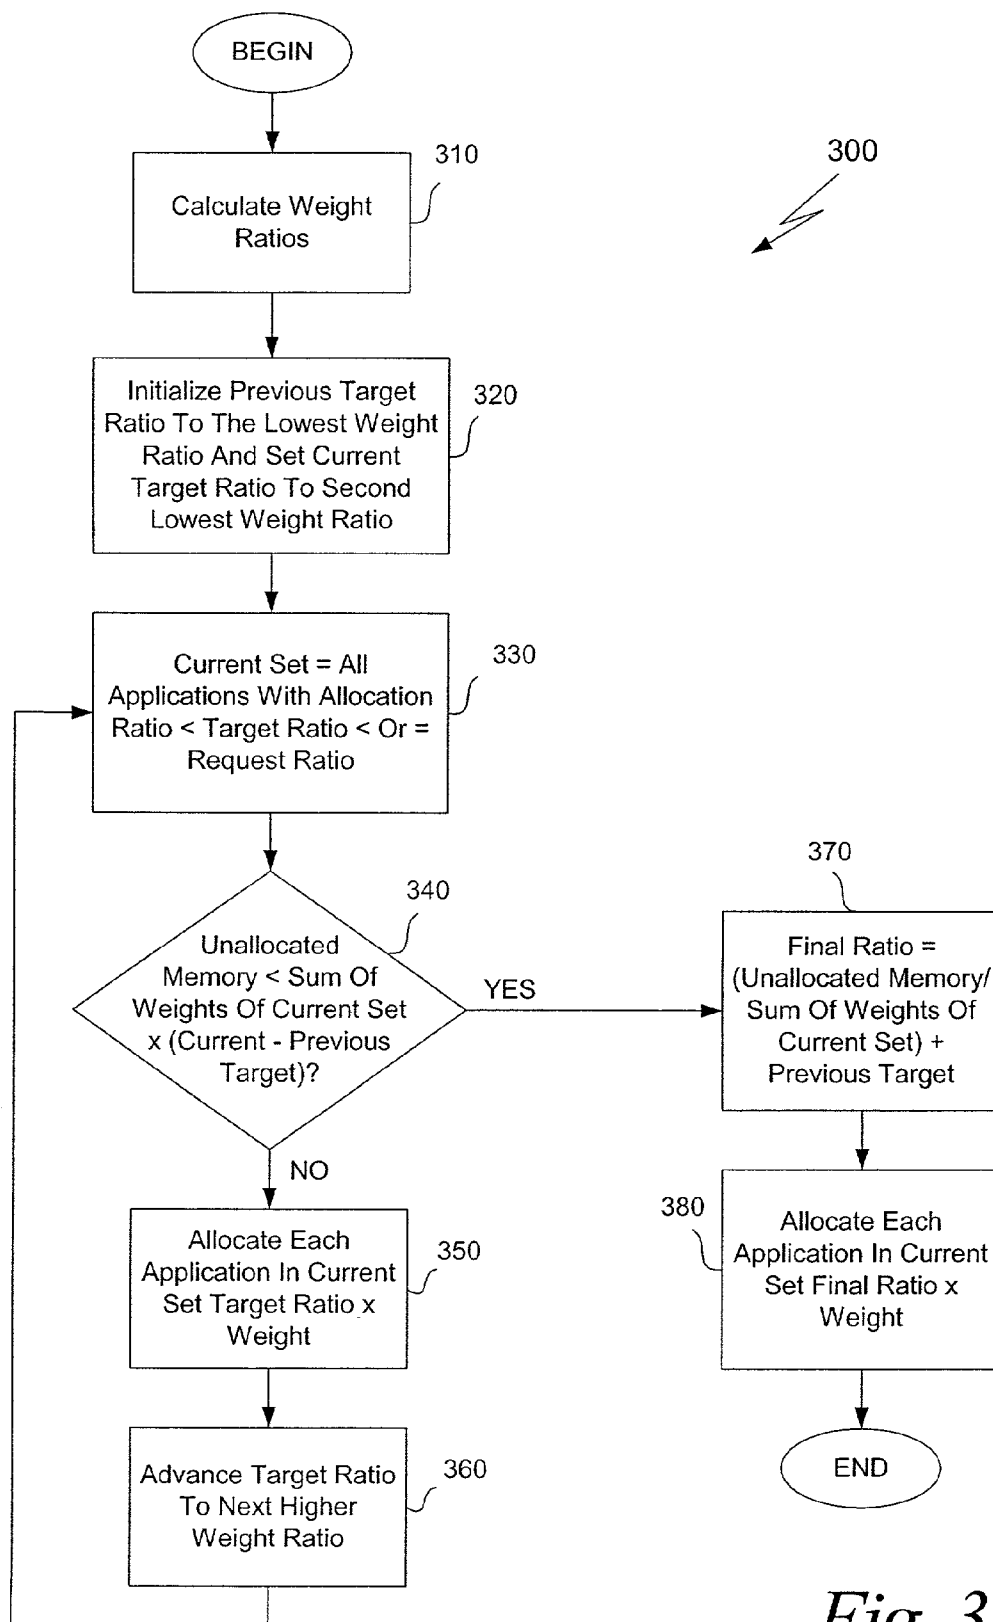 BEGIN
310
300
Calculate Weight
Ratios
Initialize Previous Target
Ratio To The Lowest Weight
Ratio And Set Current
Target Ratio To Second
Lowest Weight Ratio
320
Current Set = All
Applications With Allocation
Ratio < Target Ratio < Or =
Request Ratio
330
340
Unallocated
Memory < Sum Of
Weights Of Current Set
x (Current - Previous
Target)?
YES
NO
370
Final Ratio =
(Unallocated Memory/
Sum Of Weights Of
Current Set) +
Previous Target
Allocate Each
Application In Current
Set Target Ratio x
Weight
350
380
Allocate Each
Application In Current
Set Final Ratio x
Weight
Advance Target Ratio
To Next Higher
Weight Ratio
360
END
Fig. 3